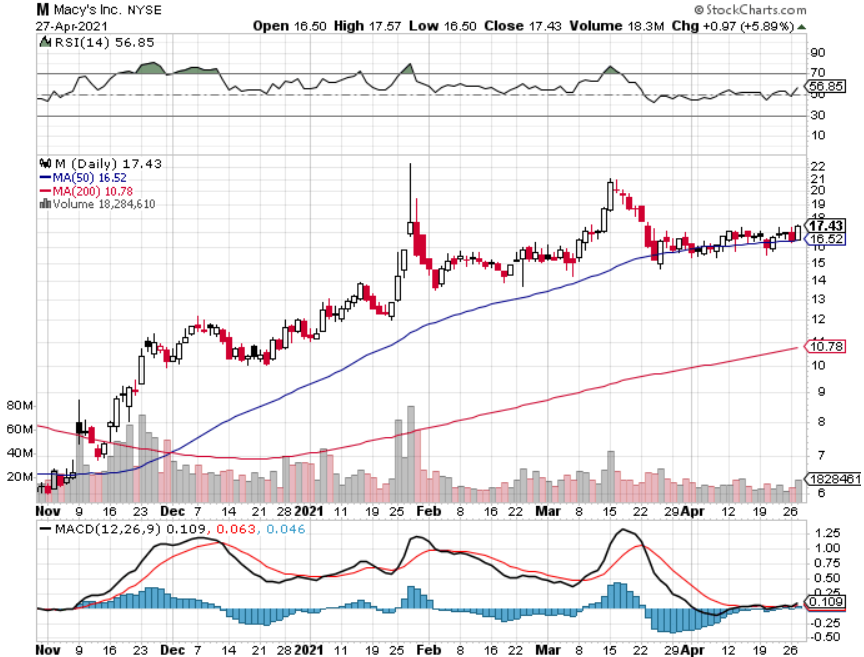 M Macy's Inc. NYSE © StockCharts.com
27-Apr-2021 Open 16.50 High 17.57 Low 16.50 Close 17.43 Volume 18.3M Chg +0.97 (+5.89%)
RSI(14) 56.85
90
70
56.85
50
30
10
M (Daily) 17.43
MA(50) 16.52
MA(200) 10.78
Volume 18,284,610
22
21
20
19
18
17.43
16.52
16
15
14
13
12
11
10.78
10
9
8
7
6
80M
60M
40M
20M
1828461
Nov 9 16 23 Dec 7 14 21 28 2021 11 19 25 Feb 8 16 22 Mar 8 15 22 29 Apr 12 19 26
MACD(12,26,9) 0.109, 0.063, 0.046
1.25
1.00
0.75
0.50
0.25
0.109
-0.25
-0.50
Nov 9 16 23 Dec 7 14 21 28 2021 11 19 25 Feb 8 16 22 Mar 8 15 22 29 Apr 12 19 26